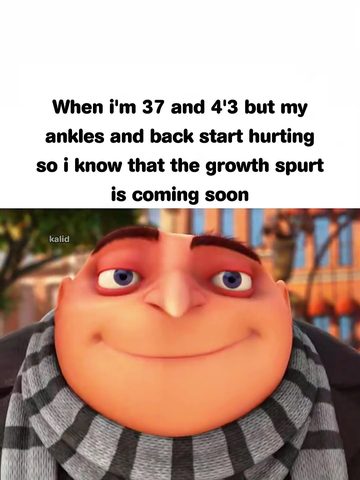 When i'm 37 and 4'3 but my
ankles and back start hurting
so i know that the growth spurt
is coming soon
kalid